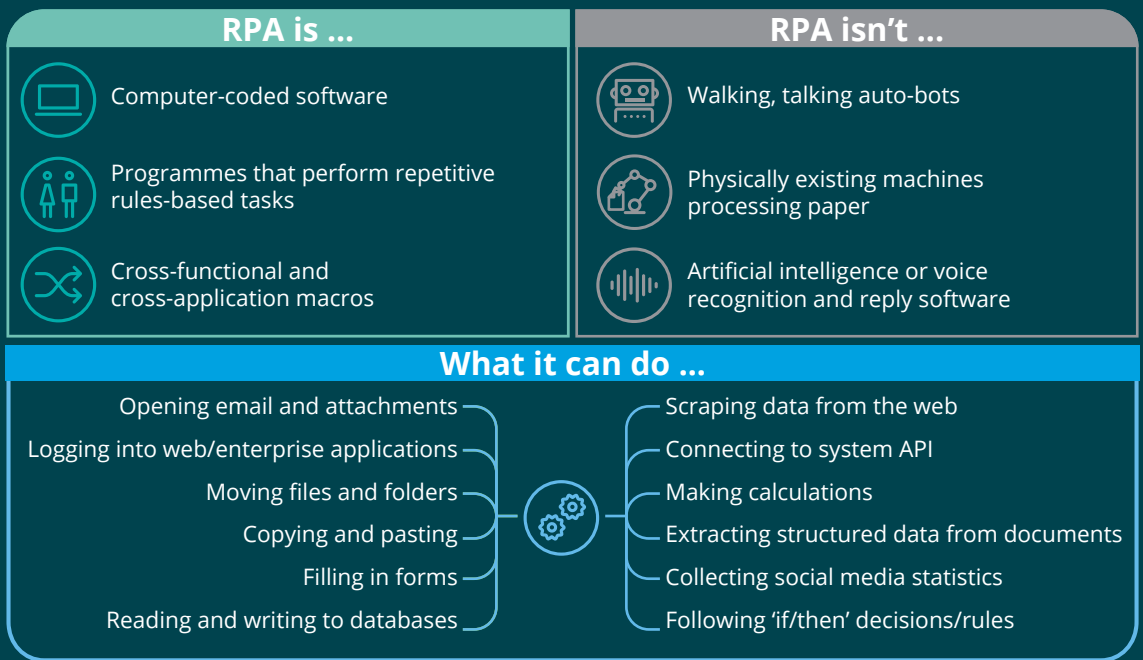 RPA is ...
Computer-coded software
Programmes that perform repetitive
rules-based tasks
Cross-functional and
cross-application macros
RPA isn’t ...
Walking, talking auto-bots
Physically existing machines
processing paper
Artificial intelligence or voice
recognition and reply software
What it can do ...
Opening email and attachments
Logging into web/enterprise applications
Moving files and folders
Copying and pasting
Filling in forms
Reading and writing to databases
Scraping data from the web
Connecting to system API
Making calculations
Extracting structured data from documents
Collecting social media statistics
Following ‘if/then’ decisions/rules